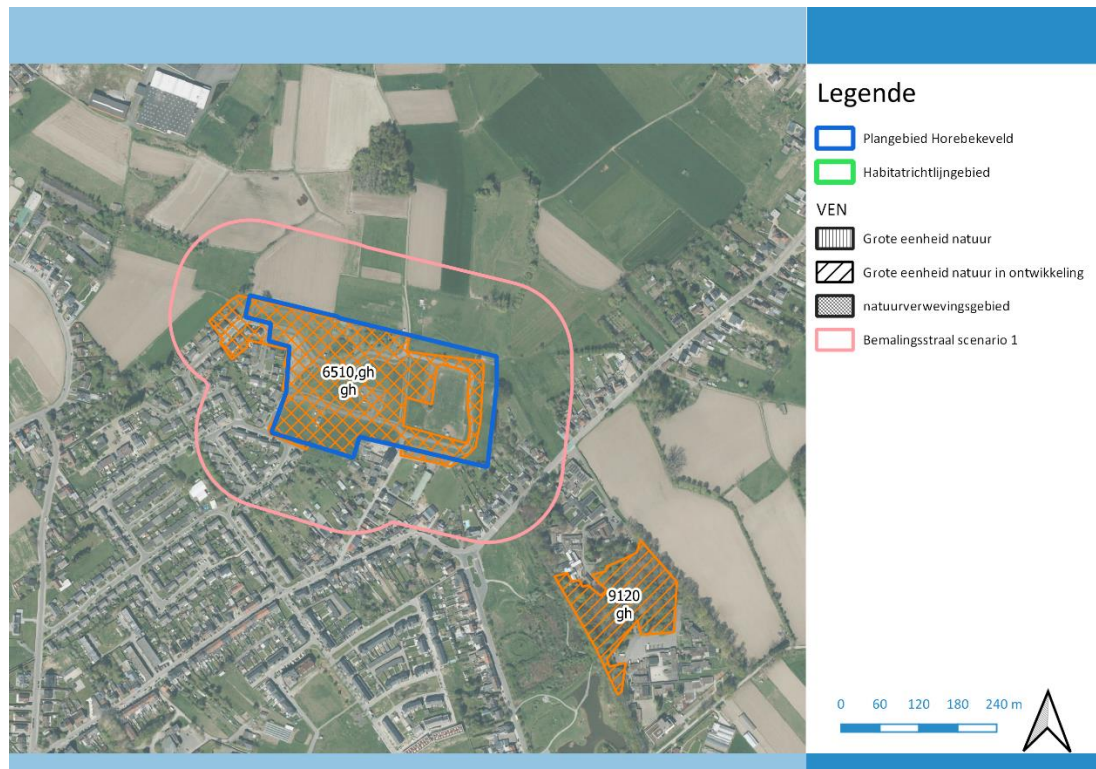 Legende
Plangebied Horebekeveld
Habitatrichtlijngebied
VEN
Grote eenheid natuur
Grote eenheid natuur in ontwikkeling
natuurverwevingsgebied
Bemalingsstraal scenario 1
6510,gh
gh
9120
gh
0 60 120 180 240 m